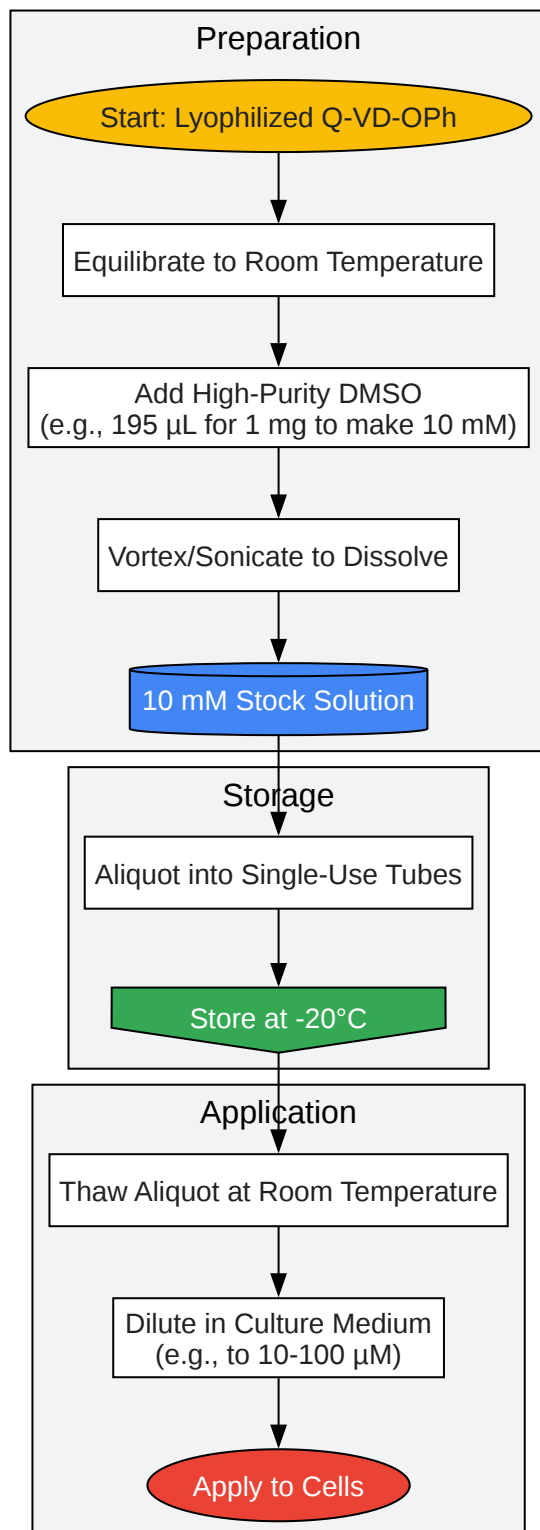 Preparation
Start: Lyophilized Q-VD-OPh
Equilibrate to Room Temperature
Add High-Purity DMSO
(e.g., 195 µL for 1 mg to make 10 mM)
Vortex/Sonicate to Dissolve
10 mM Stock Solution
Storage
Aliquot into Single-Use Tubes
Store at -20°C
Application
Thaw Aliquot at Room Temperature
Dilute in Culture Medium
(e.g., to 10-100 µM)
Apply to Cells